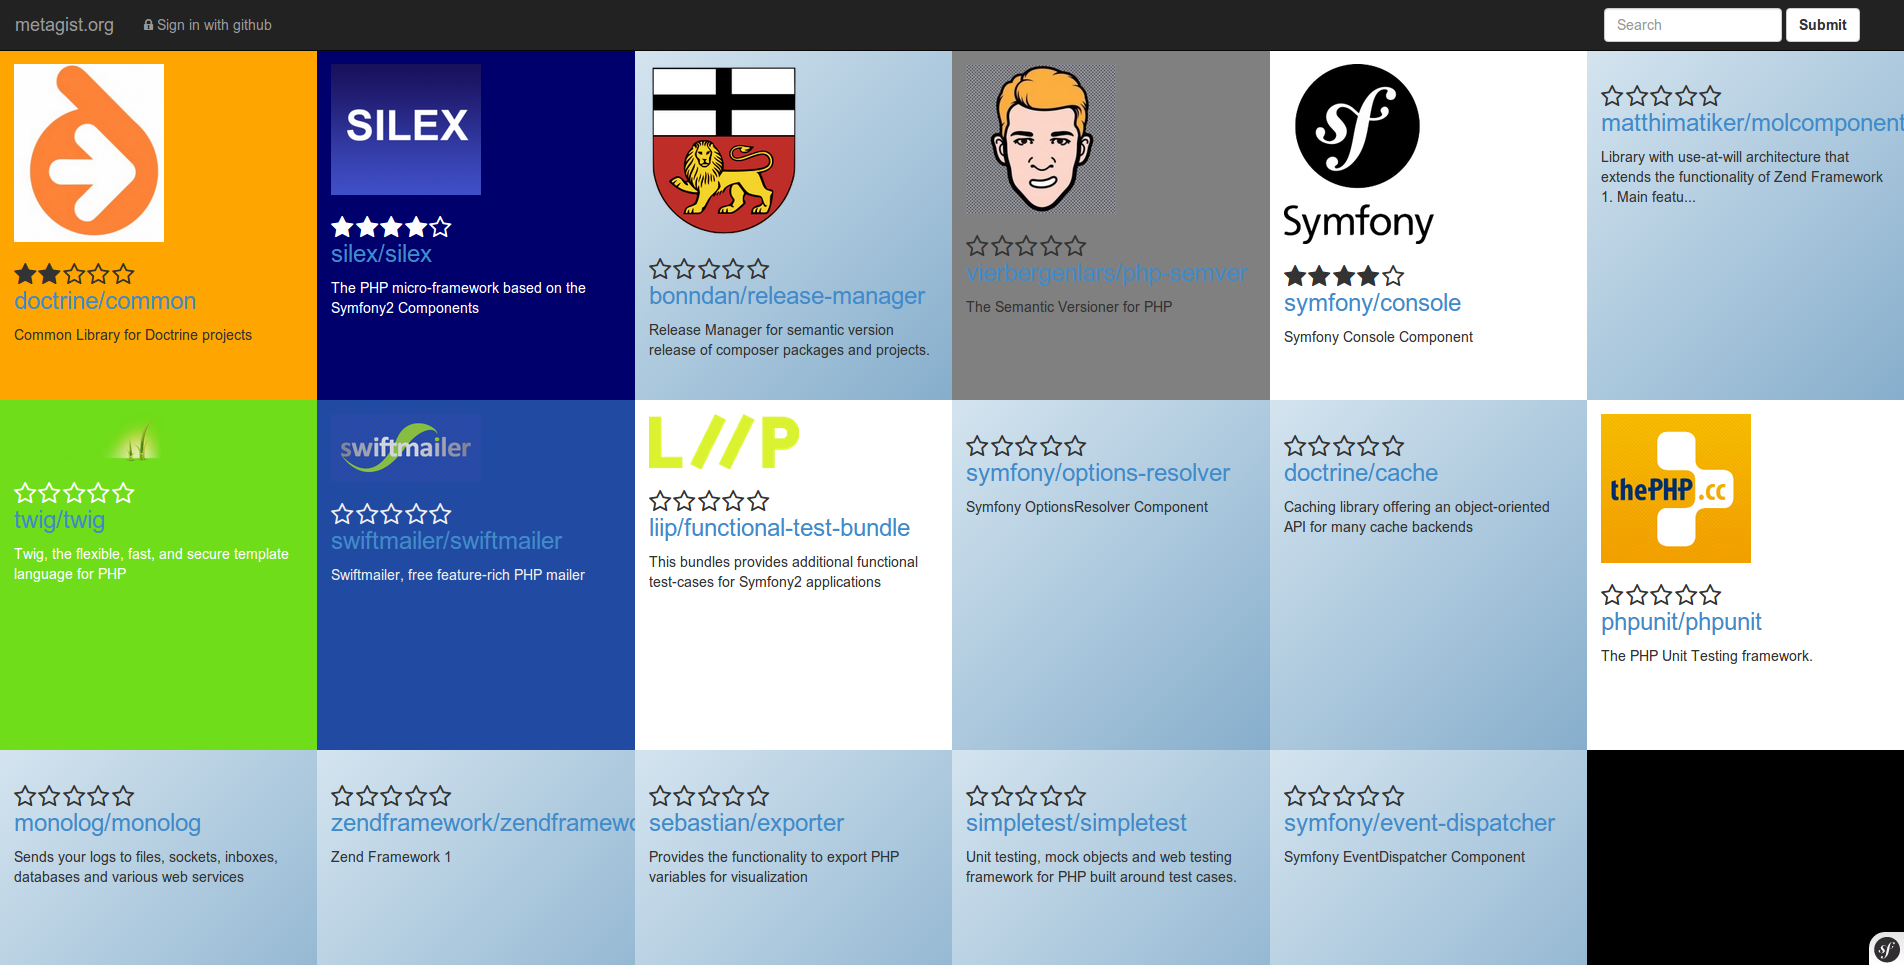 metagist.org
Sign in with github
Search
Submit
doctrine/common
Common Library for Doctrine projects
SILEX
silex/silex
The PHP micro-framework based on the
Symfony2 Components
bonndan/release-manager
Release Manager for semantic version
release of composer packages and projects.
vierbergenlars/php-semver
The Semantic Versioner for PHP
sf
Symfony
symfony/console
Symfony Console Component
matthimatiker/molcomponent
Library with use-at-will architecture that
extends the functionality of Zend Framework
1. Main featu...
twig/twig
Twig, the flexible, fast, and secure template
language for PHP
swiftmailer
swiftmailer/swiftmailer
Swiftmailer, free feature-rich PHP mailer
LIIP
liip/functional-test-bundle
This bundles provides additional functional
test-cases for Symfony2 applications
symfony/options-resolver
Symfony OptionsResolver Component
doctrine/cache
Caching library offering an object-oriented
API for many cache backends
thePHP.cc
phpunit/phpunit
The PHP Unit Testing framework.
monolog/monolog
Sends your logs to files, sockets, inboxes,
databases and various web services
zendframework/zendframewo
Zend Framework 1
sebastian/exporter
Provides the functionality to export PHP
variables for visualization
simpletest/simpletest
Unit testing, mock objects and web testing
framework for PHP built around test cases.
symfony/event-dispatcher
Symfony EventDispatcher Component
sf